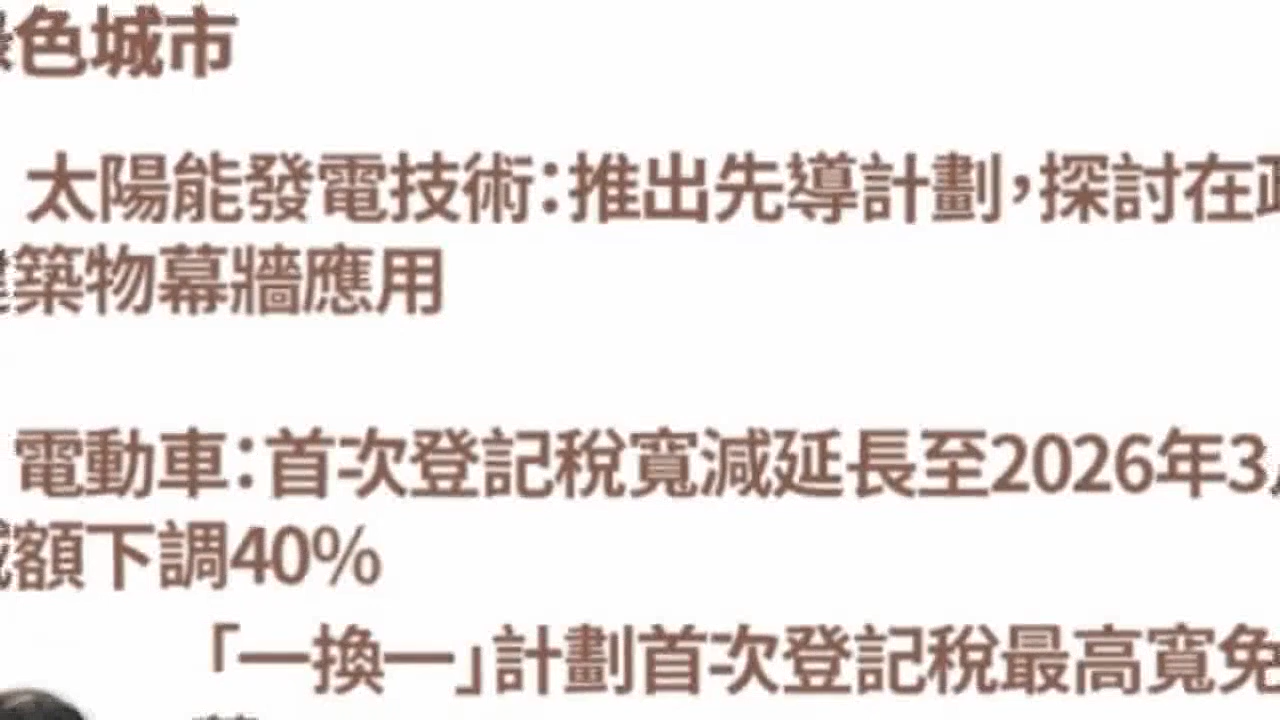 色城市
太陽能發電技術：推出先導計劃，探討在
築物幕牆應用
電動車：首次登記稅寬減延長至2026年3
額下調40%
「一換一」計劃首次登記稅最高寬免